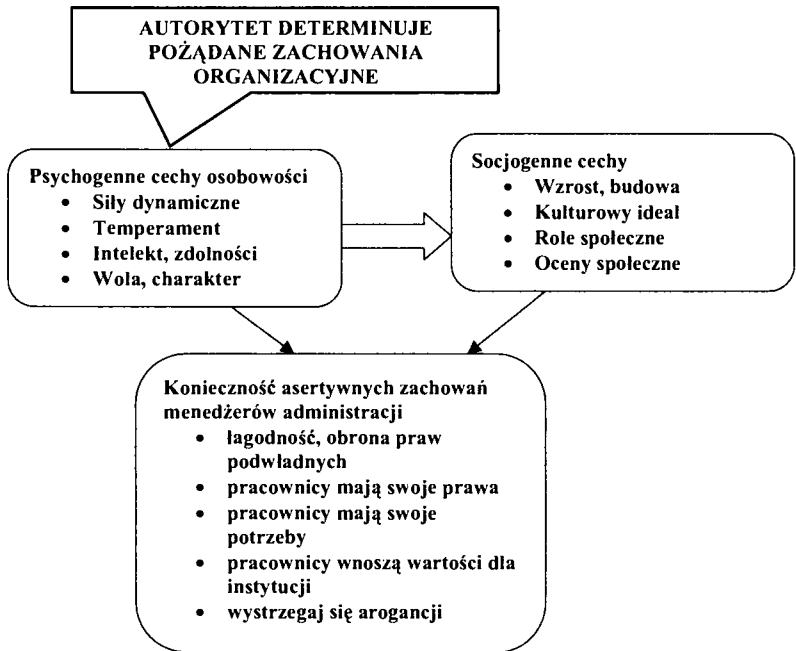 AUTORYTET DETERMINUJE
POŻĄDANE ZACHOWANIA
ORGANIZACYJNE
Psychogenne cechy osobowości
• Siły dynamiczne
• Temperament
• Intelekt, zdolności
• Wola, charakter
Socjogenne cechy
• Wzrost, budowa
• Kulturowy ideał
• Role społeczne
• Oceny społeczne
Konieczność asertywnych zachowań
menedżerów administracji
• łagodność, obrona praw
podwładnych
• pracownicy mają swoje prawa
• pracownicy mają swoje
potrzeby
• pracownicy wnoszą wartości dla
instytucji
• wystrzegaj się arogancji